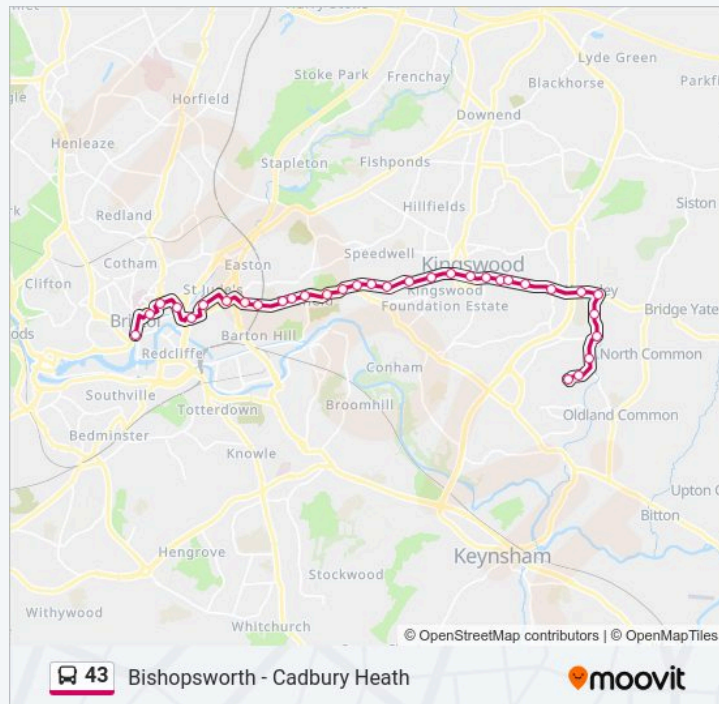 Stoke Park
Frenchay
Lyde Green
Blackhorse
Horfield
Downend
Henleaze
Stapleton
Fishponds
Siston
Redland
Hillfields
Speedwell
Kingswood
Cotham
Easton
Clifton
Kingswood
Foundation Estate
Bridge Yate
Barton Hill
Redcliffe
North Common
Conham
Southville
Totterdown
Broomhill
Oldland Common
Bedminster
Knowle
Upton C
Bitton
Hengrove
Keynsham
Stockwood
Withywood
Whitchurch
© OpenStreetMap contributors | © OpenMapTiles
43 Bishopsworth - Cadbury Heath
moovit